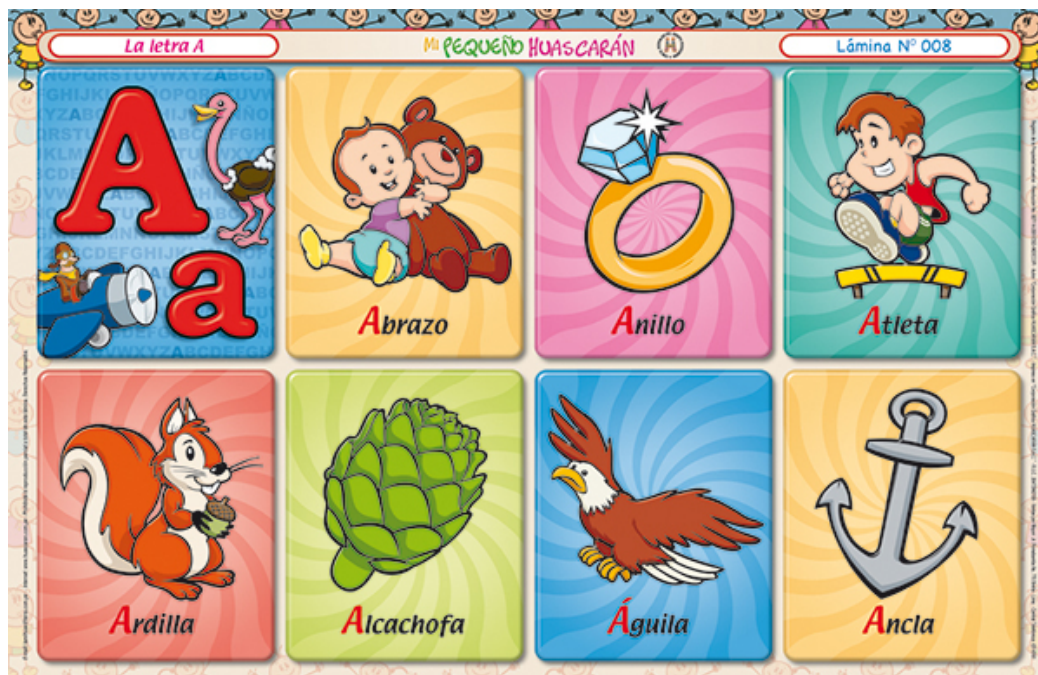 La letra A
Mi PEQUEÑO HUASCARÁN H
Lámina Nº 008
A
a
Abrazo
Anillo
Atleta
Ardilla
Alcachofa
Águila
Ancla